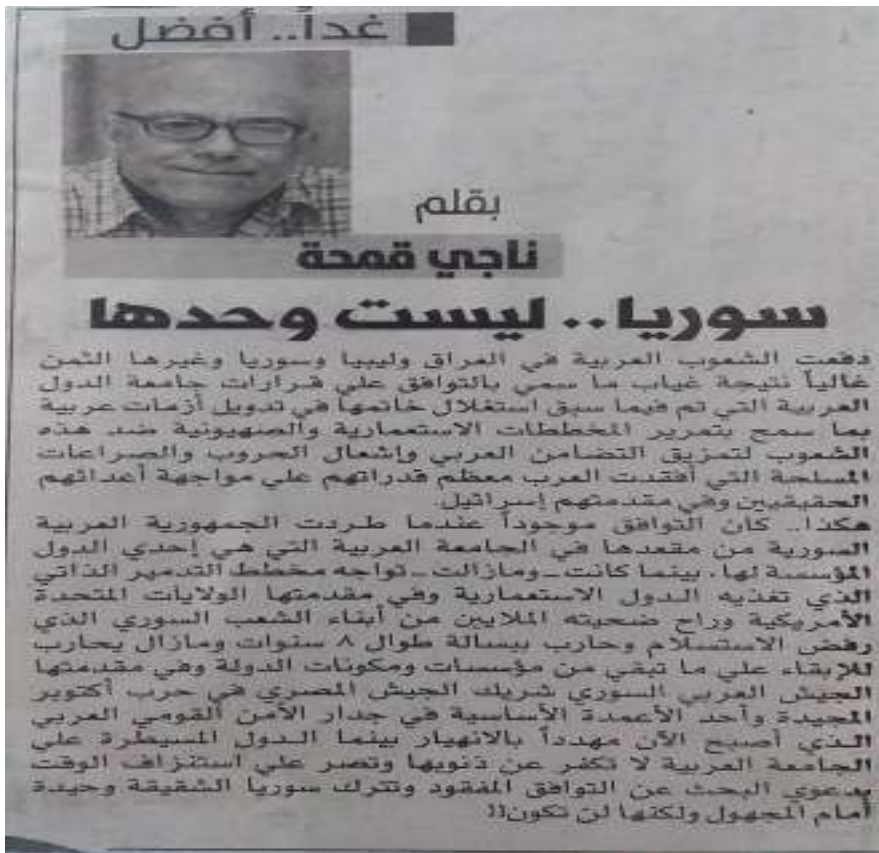 غداً.. أفضل
بقلم
ناجي قمحة
سوريا.. ليست وحدها
دفعت الشعوب العربية في العراق وليبيا وسوريا وغيرها الثمن
غالياً نتيجة غياب ما سمي بالتوافق علي قرارات جامعة الدول
العربية التي تم فيما سبق استغلال خاتمها في تدويل أزمات عربية
بما سمح بتمرير المخططات الاستعمارية والصهيونية ضد هذه
الشعوب لتمزيق التضامن العربي وإشعال الحروب والصراعات
المسلحة التي أفقدت العرب معظم قدراتهم علي مواجهة أعدائهم
الحقيقيين وفي مقدمتهم إسرائيل.
هكذا.. كان التوافق موجوداً عندما طردت الجمهورية العربية
السورية من مقعدها في الجامعة العربية التي هي إحدي الدول
المؤسسة لها. بينما كانت-ومازالت-تواجه مخطط التدمير الذاتي
الذي تغذيه الدول الاستعمارية وفي مقدمتها الولايات المتحدة
الأمريكية وراح ضحيته الملايين من أبناء الشعب السوري الذي
رفض الاستسلام وحارب ببسالة طوال ٨ سنوات ومازال يحارب
للإبقاء علي ما تبقي من مؤسسات ومكونات الدولة وفي مقدمتها
الجيش العربي السوري شريك الجيش المصري في حرب أكتوبر
المجيدة وأحد الأعمدة الأساسية في جدار الأمن القومي العربي
الذي أصبح الآن مهدداً بالانهيار بينما الدول المسيطرة علي
الجامعة العربية لا تكفر عن ذنوبها وتصر علي استنزاف الوقت
بدعوي البحث عن التوافق المفقود وتترك سوريا الشقيقة وحيدة
أمام المجهول ولكنها لن تكون!!